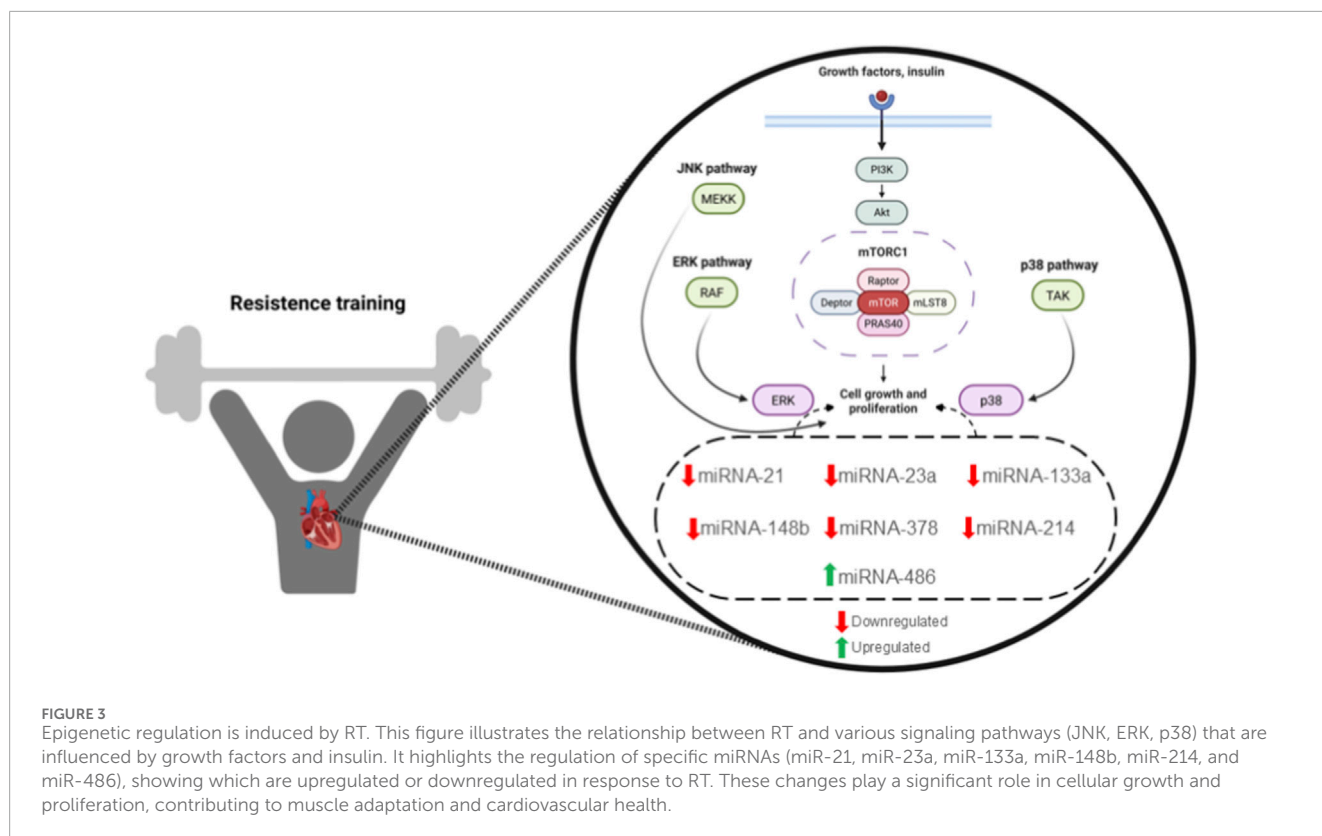 Growth factors, insulin
PI3K
Akt
JNK pathway
MEKK
mTORC1
Raptor
Deptor mTOR mLST8
PRAS40
ERK pathway
RAF
p38 pathway
TAK
Resistence training
ERK
Cell growth and
proliferation
p38
miRNA-21 miRNA-23a miRNA-133a
miRNA-148b miRNA-378 miRNA-214
miRNA-486
Downregulated
Upregulated
FIGURE 3
Epigenetic regulation is induced by RT. This figure illustrates the relationship between RT and various signaling pathways (JNK, ERK, p38) that are
influenced by growth factors and insulin. It highlights the regulation of specific miRNAs (miR-21, miR-23a, miR-133a, miR-148b, miR-214, and
miR-486), showing which are upregulated or downregulated in response to RT. These changes play a significant role in cellular growth and
proliferation, contributing to muscle adaptation and cardiovascular health.